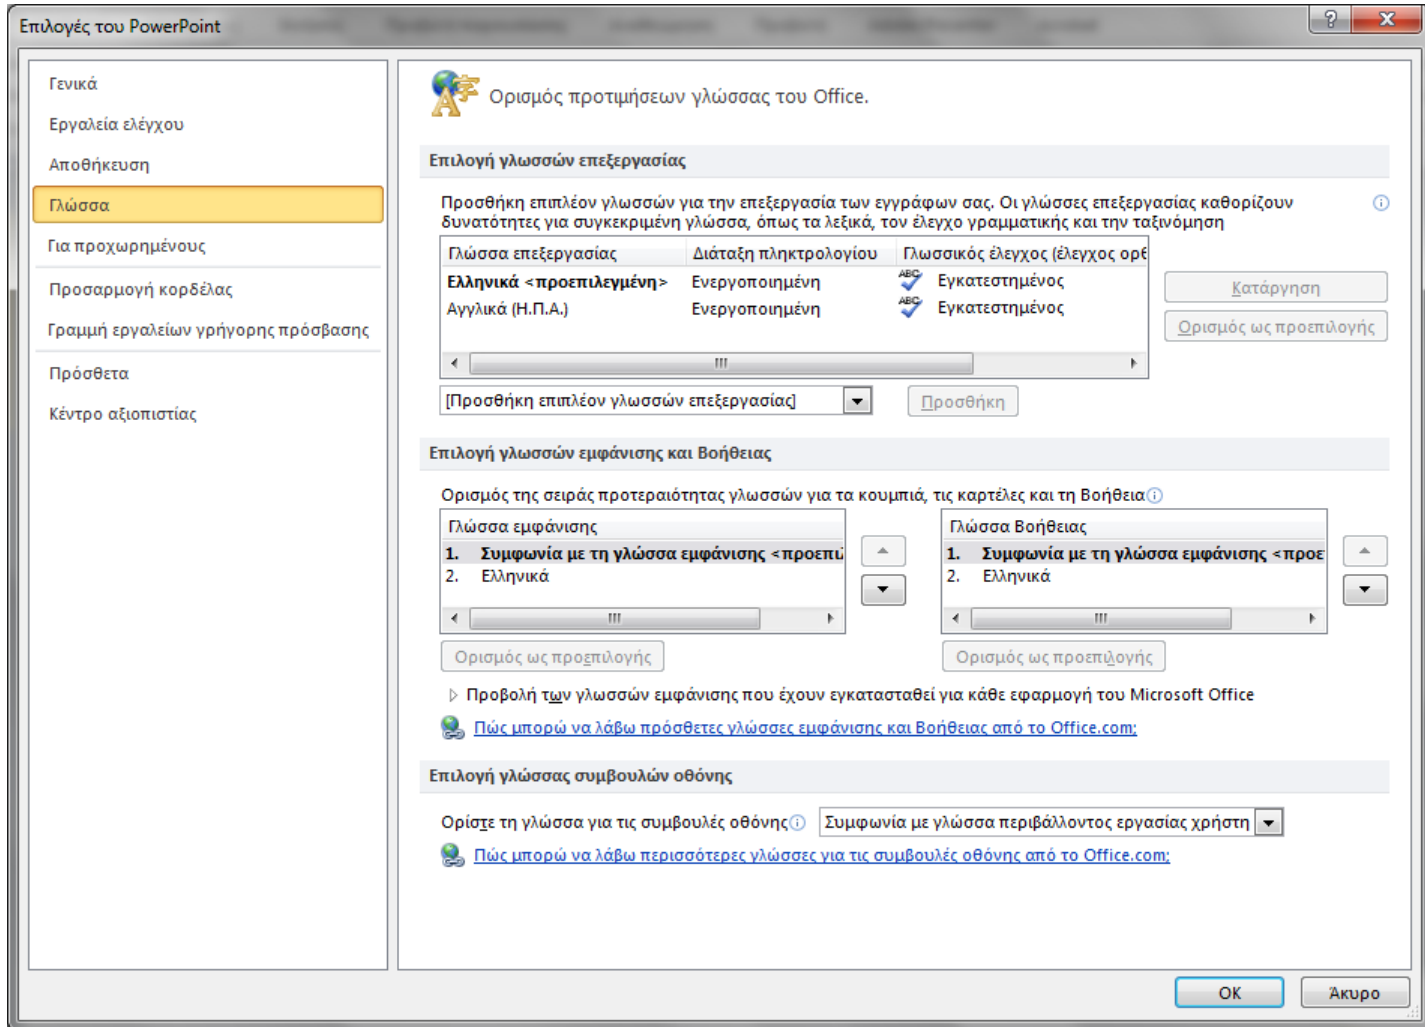 Επιλογές του PowerPoint
Γενικά
Εργαλεία ελέγχου
Αποθήκευση
Γλώσσα
Για προχωρημένους
Προσαρμογή κορδέλας
Γραμμή εργαλείων γρήγορης πρόσβασης
Πρόσθετα
Κέντρο αξιοπιστίας
Ορισμός προτιμήσεων γλώσσας του Office.
Επιλογή γλωσσών επεξεργασίας
Προσθήκη επιπλέον γλωσσών για την επεξεργασία των εγγράφων σας. Οι γλώσσες επεξεργασίας καθορίζουν
δυνατότητες για συγκεκριμένη γλώσσα, όπως τα λεξικά, τον έλεγχο γραμματικής και την ταξινόμηση
Γλώσσα επεξεργασίας Διάταξη πληκτρολογίου Γλωσσικός έλεγχος (έλεγχος ορθ
Ελληνικά <προεπιλεγμένη> Ενεργοποιημένη ABC Εγκατεστημένος
Αγγλικά (Η.Π.Α.) Ενεργοποιημένη ABC Εγκατεστημένος
Κατάργηση
Ορισμός ως προεπιλογής
[Προσθήκη επιπλέον γλωσσών επεξεργασίας] Προσθήκη
Επιλογή γλωσσών εμφάνισης και Βοήθειας
Ορισμός της σειράς προτεραιότητας γλωσσών για τα κουμπιά, τις καρτέλες και τη Βοήθεια
Γλώσσα εμφάνισης
1. Συμφωνία με τη γλώσσα εμφάνισης <προεπιλ
2. Ελληνικά
Ορισμός ως προεπιλογής
Γλώσσα Βοήθειας
1. Συμφωνία με τη γλώσσα εμφάνισης <προε
2. Ελληνικά
Ορισμός ως προεπιλογής
Προβολή των γλωσσών εμφάνισης που έχουν εγκατασταθεί για κάθε εφαρμογή του Microsoft Office
Πώς μπορώ να λάβω πρόσθετες γλώσσες εμφάνισης και Βοήθειας από το Office.com;
Επιλογή γλώσσας συμβουλών οθόνης
Ορίστε τη γλώσσα για τις συμβουλές οθόνης Συμφωνία με γλώσσα περιβάλλοντος εργασίας χρήστη
Πώς μπορώ να λάβω περισσότερες γλώσσες για τις συμβουλές οθόνης από το Office.com;
OK Άκυρο